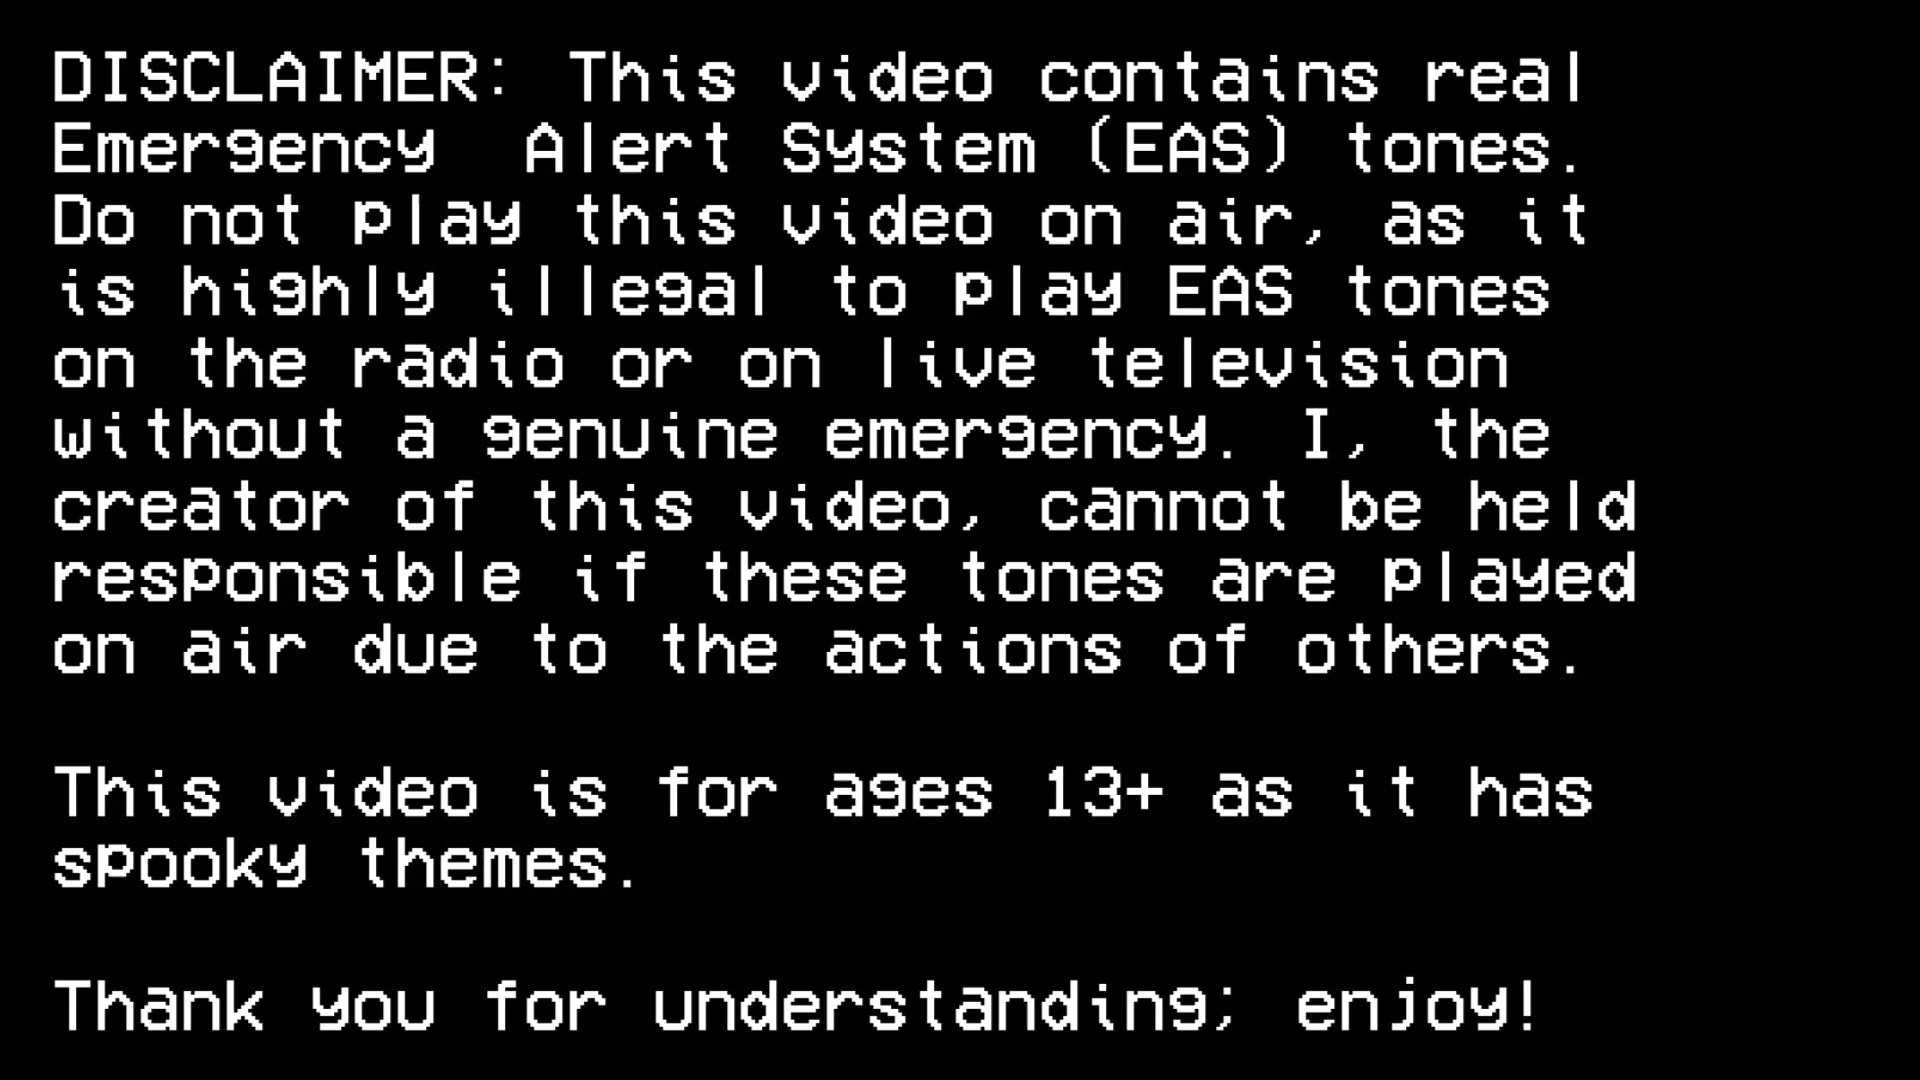 DISCLAIMER: This video contains real
Emergency  Alert System (EAS) tones.
Do not play this video on air, as it
is highly illegal to play EAS tones
on the radio or on live television
without a genuine emergency. I, the
creator of this video, cannot be held
responsible if these tones are played
on air due to the actions of others.

This video is for ages 13+ as it has
spooky themes.

Thank you for understanding; enjoy!